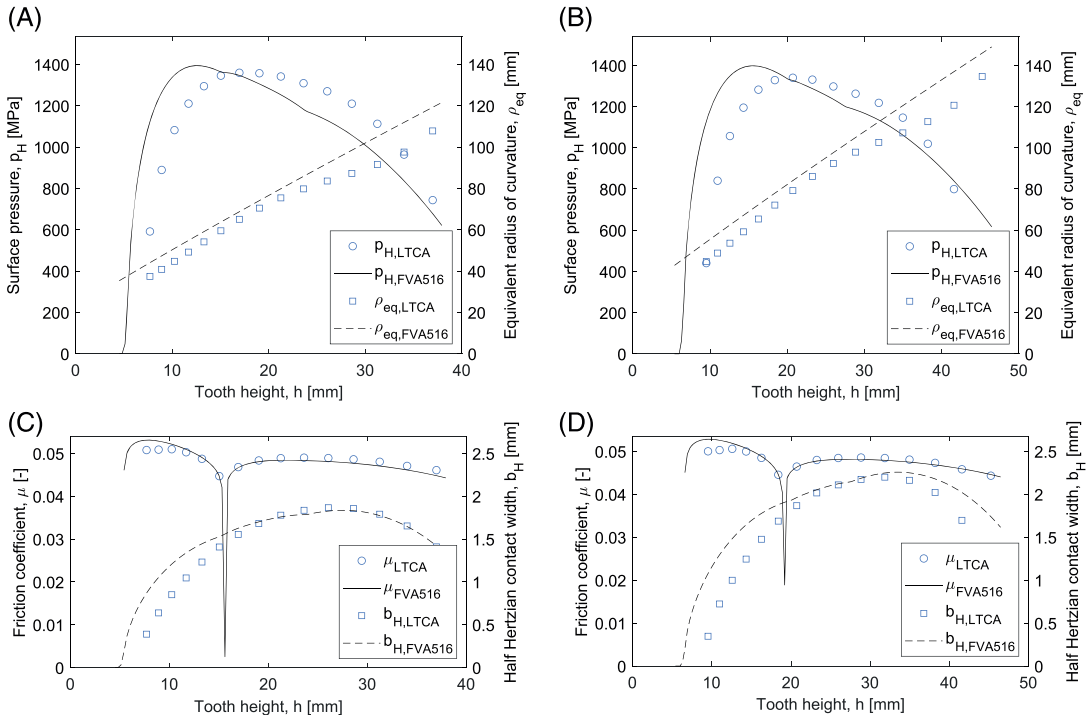 (A)
Surface pressure, p_H [MPa]
1400
1200
1000
800
600
400
200
0
140
120
100
80
60
40
20
0
Equivalent radius of curvature, ρ_eq [mm]
p_H,LTCA
p_H,FVA516
ρ_eq,LTCA
ρ_eq,FVA516
0 10 20 30 40
Tooth height, h [mm]
(B)
Surface pressure, p_H [MPa]
1400
1200
1000
800
600
400
200
0
140
120
100
80
60
40
20
0
Equivalent radius of curvature, ρ_eq [mm]
p_H,LTCA
p_H,FVA516
ρ_eq,LTCA
ρ_eq,FVA516
0 10 20 30 40 50
Tooth height, h [mm]
(C)
Friction coefficient, μ [-]
0.05
0.04
0.03
0.02
0.01
0
2.5
2
1.5
1
0.5
0
Half Hertzian contact width, b_H [mm]
μ_LTCA
μ_FVA516
b_H,LTCA
b_H,FVA516
0 10 20 30 40
Tooth height, h [mm]
(D)
Friction coefficient, μ [-]
0.05
0.04
0.03
0.02
0.01
0
2.5
2
1.5
1
0.5
0
Half Hertzian contact width, b_H [mm]
μ_LTCA
μ_FVA516
b_H,LTCA
b_H,FVA516
0 10 20 30 40 50
Tooth height, h [mm]